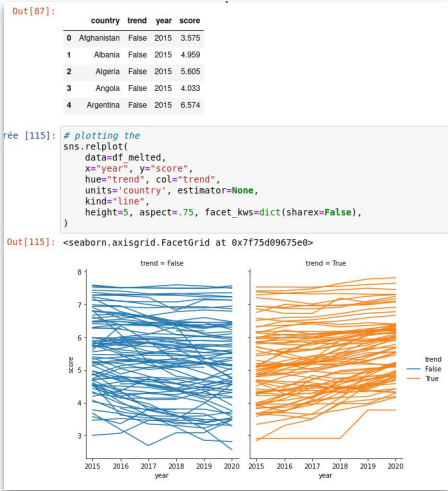 Out[87]:
country trend year score
0 Afghanistan False 2015 3.575
1 Albania False 2015 4.959
2 Algeria False 2015 5.605
3 Angola False 2015 4.033
4 Argentina False 2015 6.574
rée [115]: # plotting the
sns.relplot(
data=df_melted,
x="year", y="score",
hue="trend", col="trend",
units='country', estimator=None,
kind="line",
height=5, aspect=.75, facet_kws=dict(sharex=False),
)
Out[115]: <seaborn.axisgrid.FacetGrid at 0x7f75d09675e0>
trend = False
trend = True
8
7
6
5
4
3
score
trend
False
True
2015 2016 2017 2018 2019 2020
2015 2016 2017 2018 2019 2020
year
year